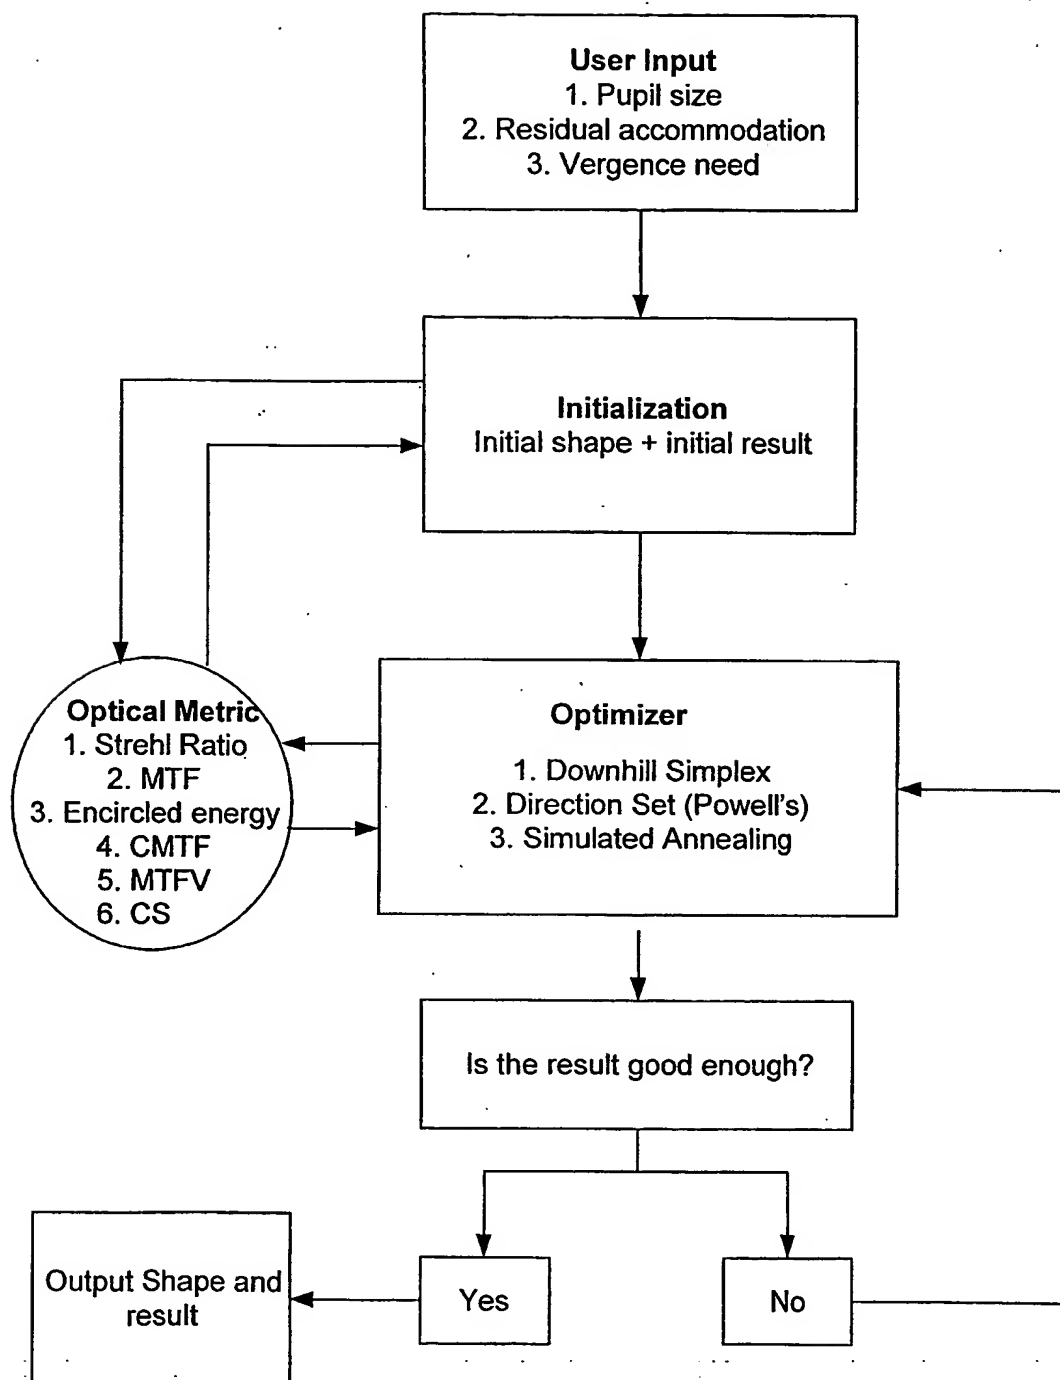 User Input
1. Pupil size
2. Residual accommodation
3. Vergence need
Initialization
Initial shape + initial result
Optical Metric
1. Strehl Ratio
2. MTF
3. Encircled energy
4. CMTF
5. MTFV
6. CS
Optimizer
1. Downhill Simplex
2. Direction Set (Powell's)
3. Simulated Annealing
Is the result good enough?
Yes
No
Output Shape and
result